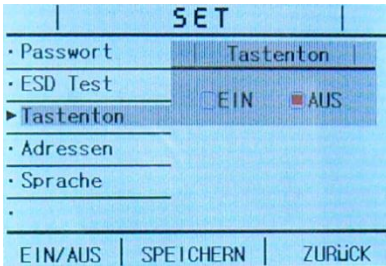 SET
Passwort
ESD Test
Tastenton
Adressen
Sprache
Tastenton
EIN AUS
EIN/AUS SPEICHERN ZURÜCK